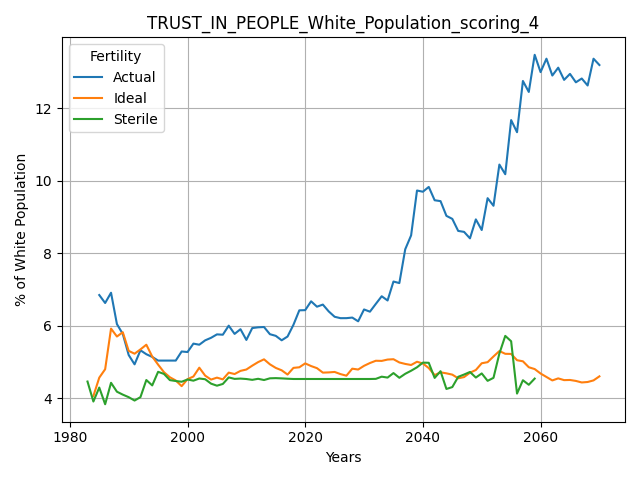 TRUST_IN_PEOPLE_White_Population_scoring_4
Fertility
Actual
Ideal
Sterile
% of White Population
12
10
8
6
4
1980 2000 2020 2040 2060
Years